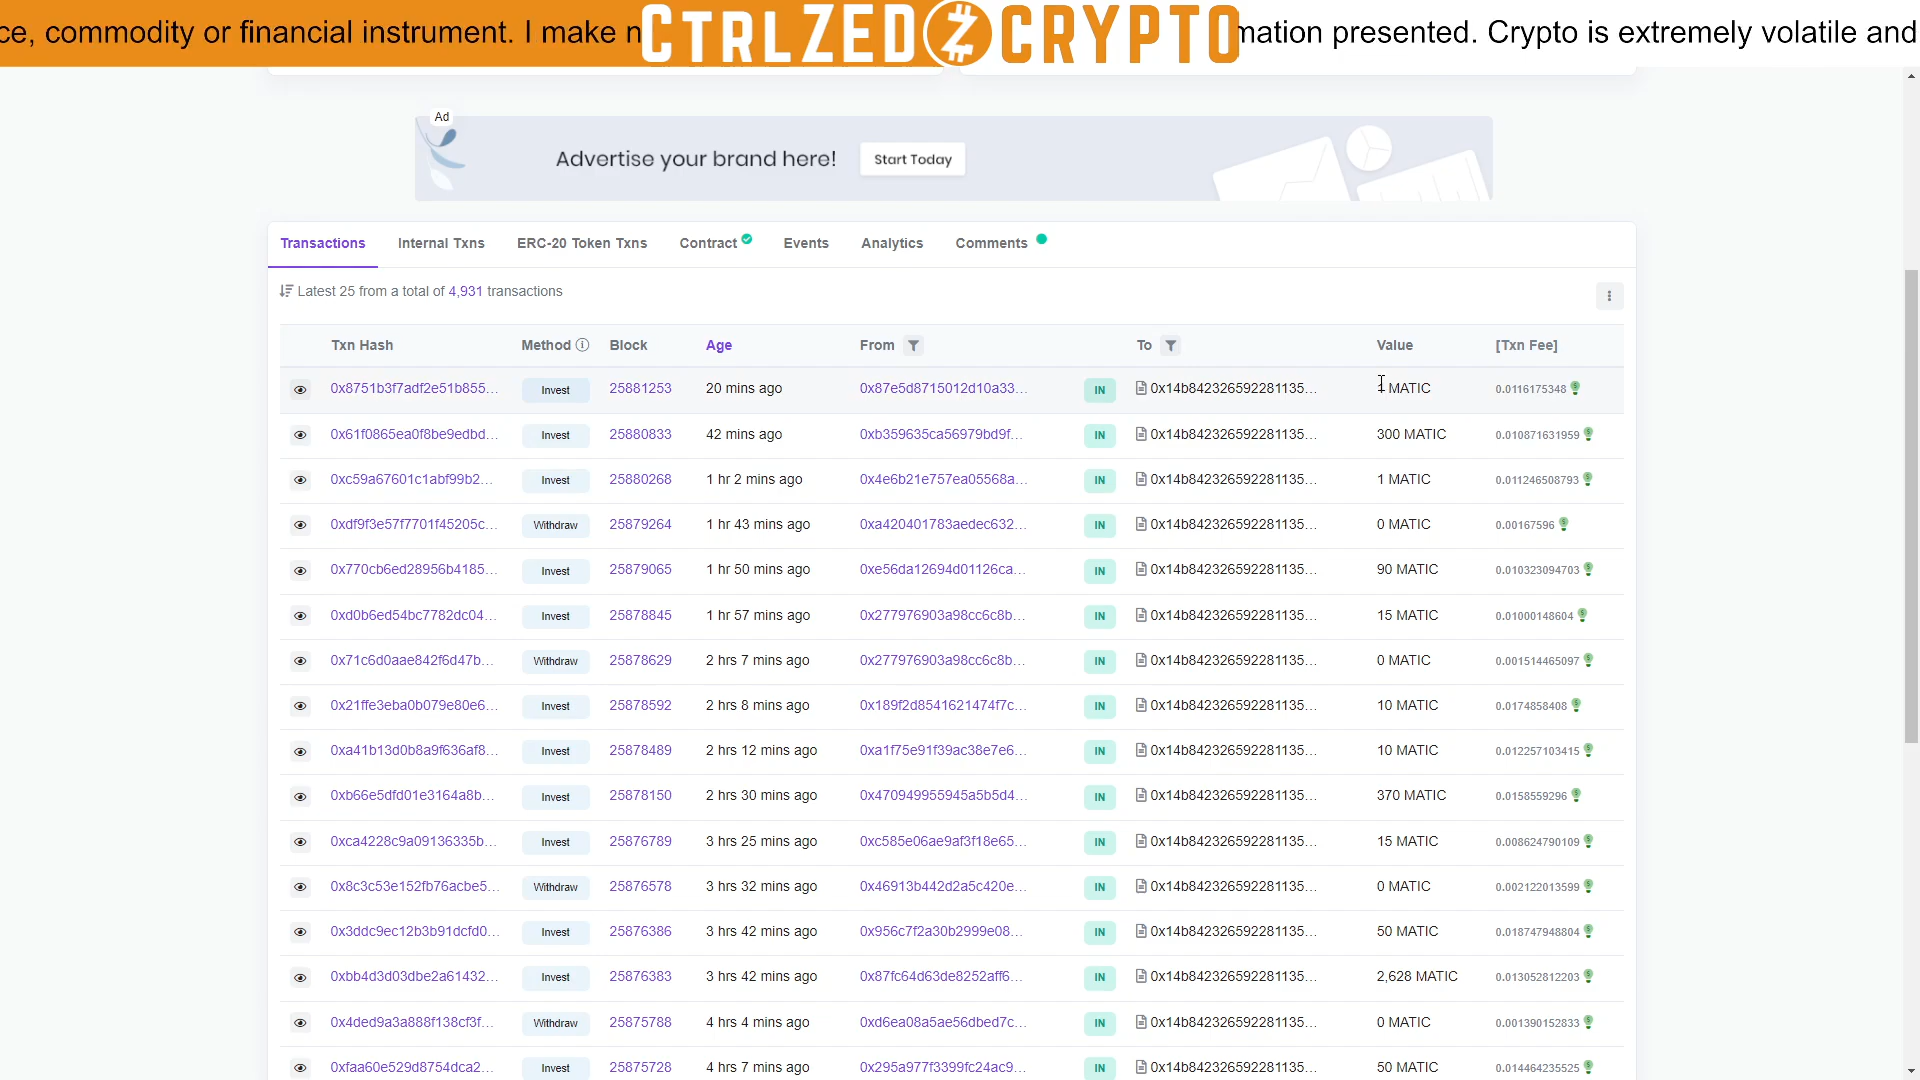 ce, commodity or financial instrument. I make n CTRLZED CRYPTO mation presented. Crypto is extremely volatile and
Ad
Advertise your brand here! Start Today
Transactions Internal Txns ERC-20 Token Txns Contract Events Analytics Comments
Latest 25 from a total of 4,931 transactions
Txn Hash Method Block Age From To Value [Txn Fee]
0x8751b3f7adf2e51b855... Invest 25881253 20 mins ago 0x87e5d8715012d10a33... IN 0x14b842326592281135... 1 MATIC 0.0116175348
0x61f0865ea0f8be9edbd... Invest 25880833 42 mins ago 0xb359635ca56979bd9f... IN 0x14b842326592281135... 300 MATIC 0.010871631959
0xc59a67601c1abf99b2... Invest 25880268 1 hr 2 mins ago 0x4e6b21e757ea05568a... IN 0x14b842326592281135... 1 MATIC 0.011246508793
0xdf9f3e57f7701f45205c... Withdraw 25879264 1 hr 43 mins ago 0xa420401783aedec632... IN 0x14b842326592281135... 0 MATIC 0.00167596
0x770cb6ed28956b4185... Invest 25879065 1 hr 50 mins ago 0xe56da12694d01126ca... IN 0x14b842326592281135... 90 MATIC 0.010323094703
0xd0b6ed54bc7782dc04... Invest 25878845 1 hr 57 mins ago 0x277976903a98cc6c8b... IN 0x14b842326592281135... 15 MATIC 0.01000148604
0x71c6d0aae842f6d47b... Withdraw 25878629 2 hrs 7 mins ago 0x277976903a98cc6c8b... IN 0x14b842326592281135... 0 MATIC 0.001514465097
0x21ffe3eba0b079e80e6... Invest 25878592 2 hrs 8 mins ago 0x189f2d8541621474f7c... IN 0x14b842326592281135... 10 MATIC 0.0174858408
0xa41b13d0b8a9f636af8... Invest 25878489 2 hrs 12 mins ago 0xa1f75e91f39ac38e7e6... IN 0x14b842326592281135... 10 MATIC 0.012257103415
0xb66e5dfd01e3164a8b... Invest 25878150 2 hrs 30 mins ago 0x470949955945a5b5d4... IN 0x14b842326592281135... 370 MATIC 0.0158559296
0xca4228c9a09136335b... Invest 25876789 3 hrs 25 mins ago 0xc585e06ae9af3f18e65... IN 0x14b842326592281135... 15 MATIC 0.008624790109
0x8c3c53e152fb76acbe5... Withdraw 25876578 3 hrs 32 mins ago 0x46913b442d2a5c420e... IN 0x14b842326592281135... 0 MATIC 0.002122013599
0x3ddc9ec12b3b91dcfd0... Invest 25876386 3 hrs 42 mins ago 0x956c7f2a30b2999e08... IN 0x14b842326592281135... 50 MATIC 0.018747948804
0xbb4d3d03dbe2a61432... Invest 25876383 3 hrs 42 mins ago 0x87fc64d63de8252aff6... IN 0x14b842326592281135... 2,628 MATIC 0.013052812203
0x4ded9a3a888f138cf3f... Withdraw 25875788 4 hrs 4 mins ago 0xd6ea08a5ae56dbed7c... IN 0x14b842326592281135... 0 MATIC 0.001390152833
0xfaa60e529d8754dca2... Invest 25875728 4 hrs 7 mins ago 0x295a977f3399fc24ac9... IN 0x14b842326592281135... 50 MATIC 0.014464235525